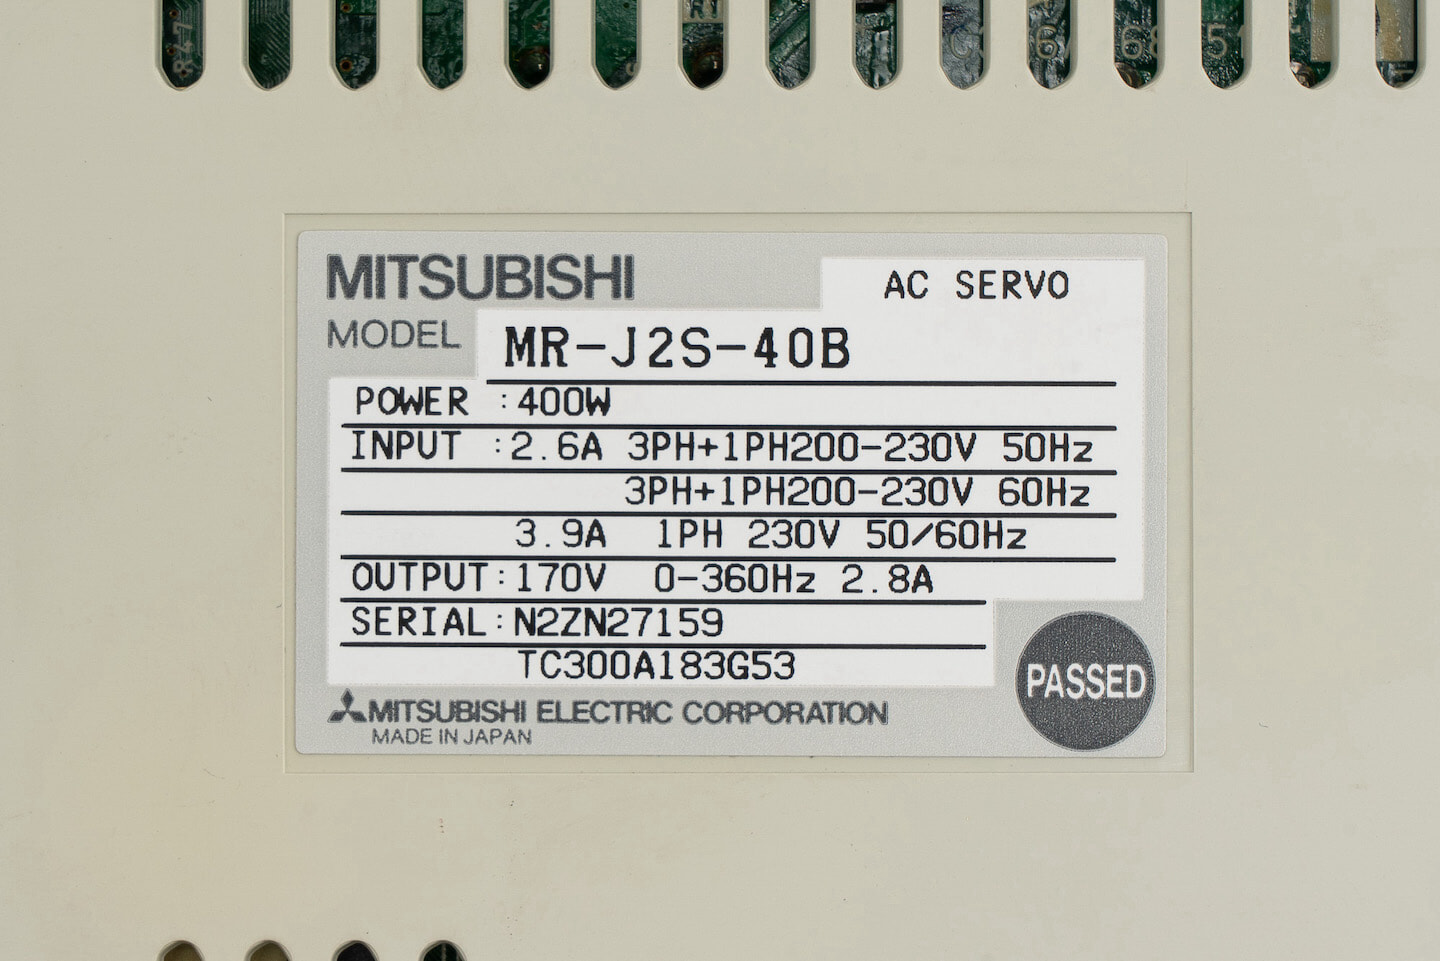 MITSUBISHI
AC SERVO
MODEL MR-J2S-40B
POWER :400W
INPUT :2.6A 3PH+1PH200-230V 50Hz
3PH+1PH200-230V 60Hz
3.9A 1PH 230V 50/60Hz
OUTPUT:170V 0-360Hz 2.8A
SERIAL:N2ZN27159
TC300A183G53
PASSED
MITSUBISHI ELECTRIC CORPORATION
MADE IN JAPAN